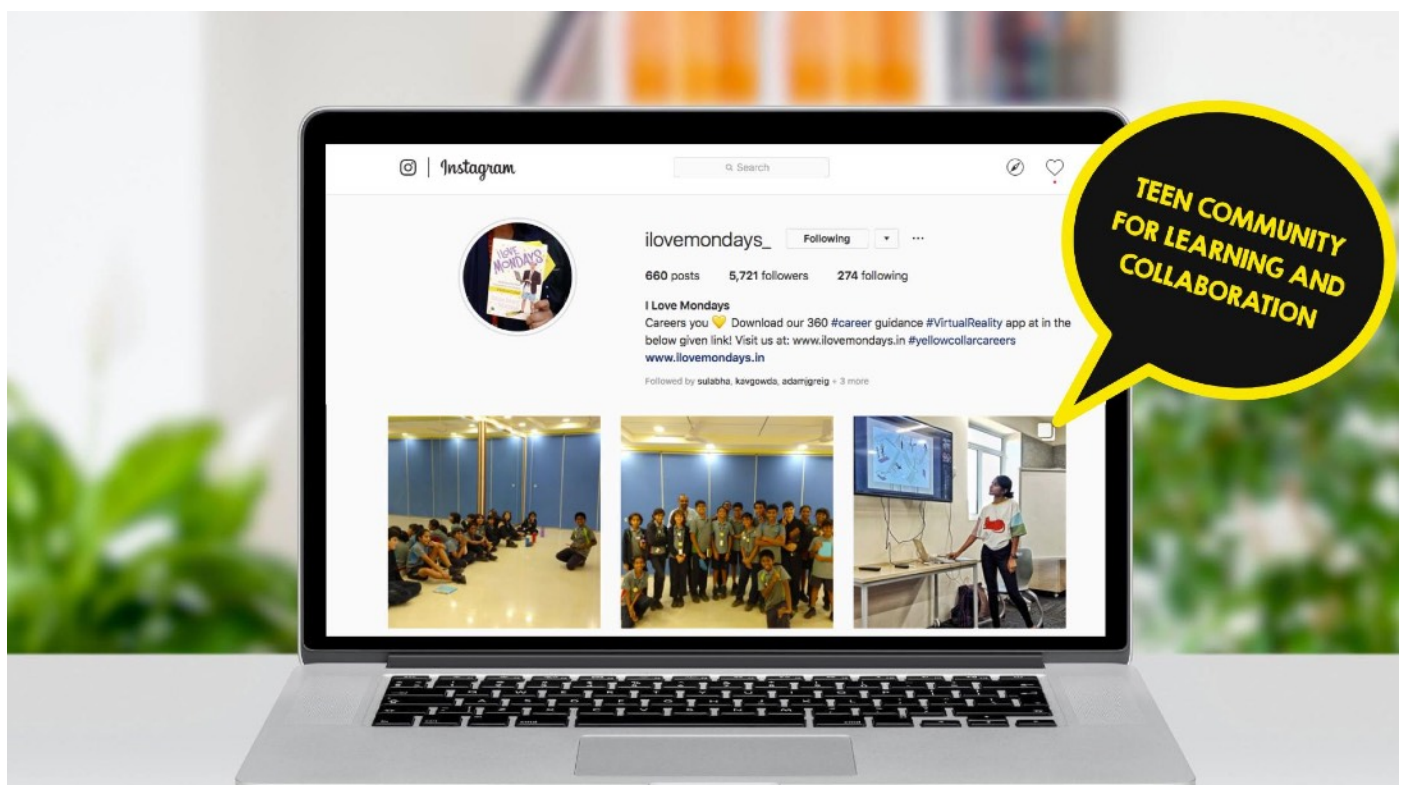 Instagram
Search
ilovemondays_ Following
660 posts 5,721 followers 274 following
I Love Mondays
Careers you 💛 Download our 360 #career guidance #VirtualReality app at in the
below given link! Visit us at: www.ilovemondays.in #yellowcollarcareers
www.ilovemondays.in
Followed by sulabha, kavgowda, adamjgreig + 3 more
I LOVE
MONDAYS
TEEN COMMUNITY
FOR LEARNING AND
COLLABORATION